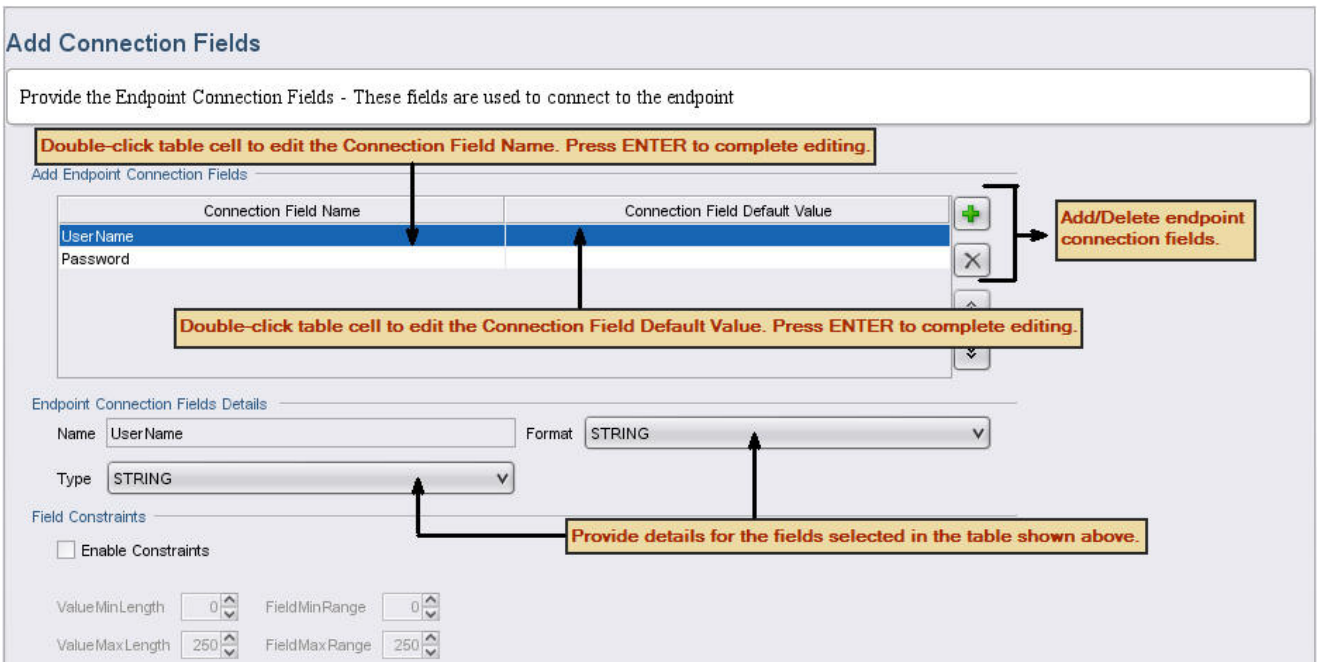 Add Connection Fields
Provide the Endpoint Connection Fields - These fields are used to connect to the endpoint
Double-click table cell to edit the Connection Field Name. Press ENTER to complete editing.
Add Endpoint Connection Fields
Connection Field Name Connection Field Default Value
UserName
Password
Add/Delete endpoint
connection fields.
Double-click table cell to edit the Connection Field Default Value. Press ENTER to complete editing.
Endpoint Connection Fields Details
Name UserName Format STRING
Type STRING
Field Constraints
Provide details for the fields selected in the table shown above.
Enable Constraints
ValueMinLength 0 FieldMinRange 0
ValueMaxLength 250 FieldMaxRange 250